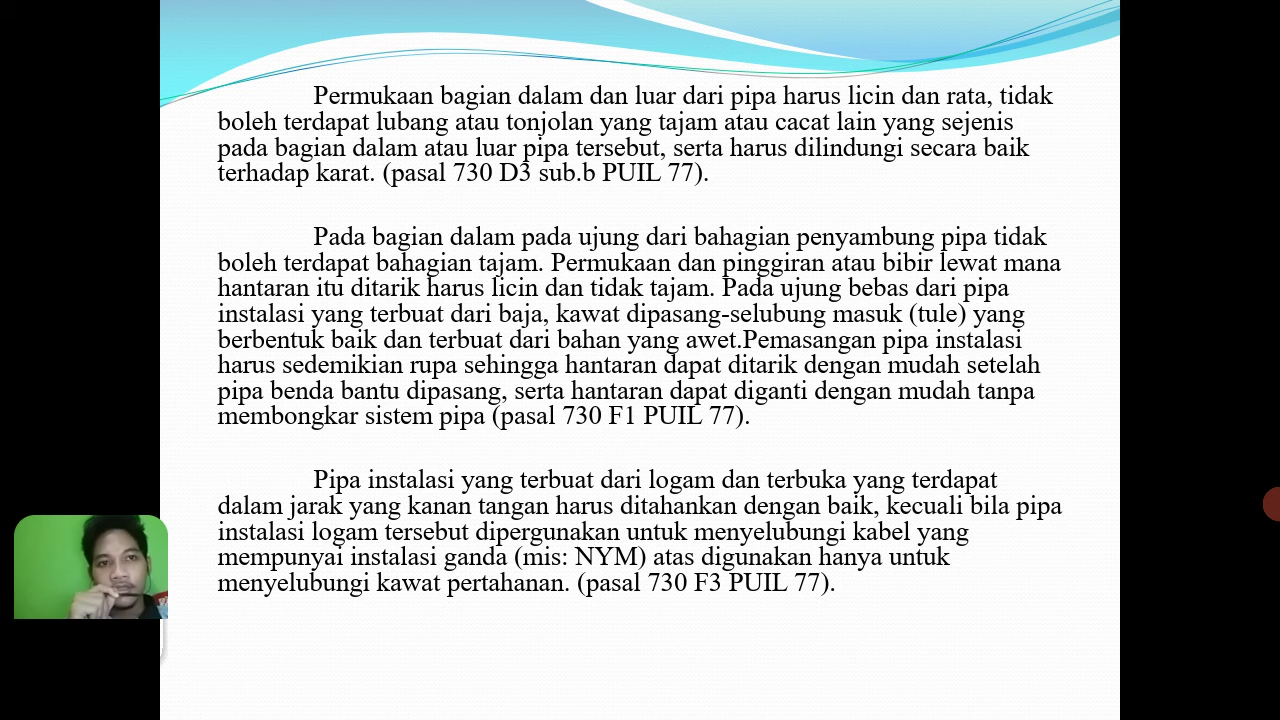 Permukaan bagian dalam dan luar dari pipa harus licin dan rata, tidak
boleh terdapat lubang atau tonjolan yang tajam atau cacat lain yang sejenis
pada bagian dalam atau luar pipa tersebut, serta harus dilindungi secara baik
terhadap karat. (pasal 730 D3 sub.b PUIL 77).
Pada bagian dalam pada ujung dari bahagian penyambung pipa tidak
boleh terdapat bahagian tajam. Permukaan dan pinggiran atau bibir lewat mana
hantaran itu ditarik harus licin dan tidak tajam. Pada ujung bebas dari pipa
instalasi yang terbuat dari baja, kawat dipasang-selubung masuk (tule) yang
berbentuk baik dan terbuat dari bahan yang awet.Pemasangan pipa instalasi
harus sedemikian rupa sehingga hantaran dapat ditarik dengan mudah setelah
pipa benda bantu dipasang, serta hantaran dapat diganti dengan mudah tanpa
membongkar sistem pipa (pasal 730 F1 PUIL 77).
Pipa instalasi yang terbuat dari logam dan terbuka yang terdapat
dalam jarak yang kanan tangan harus ditahankan dengan baik, kecuali bila pipa
instalasi logam tersebut dipergunakan untuk menyelubungi kabel yang
mempunyai instalasi ganda (mis: NYM) atas digunakan hanya untuk
menyelubungi kawat pertahanan. (pasal 730 F3 PUIL 77).